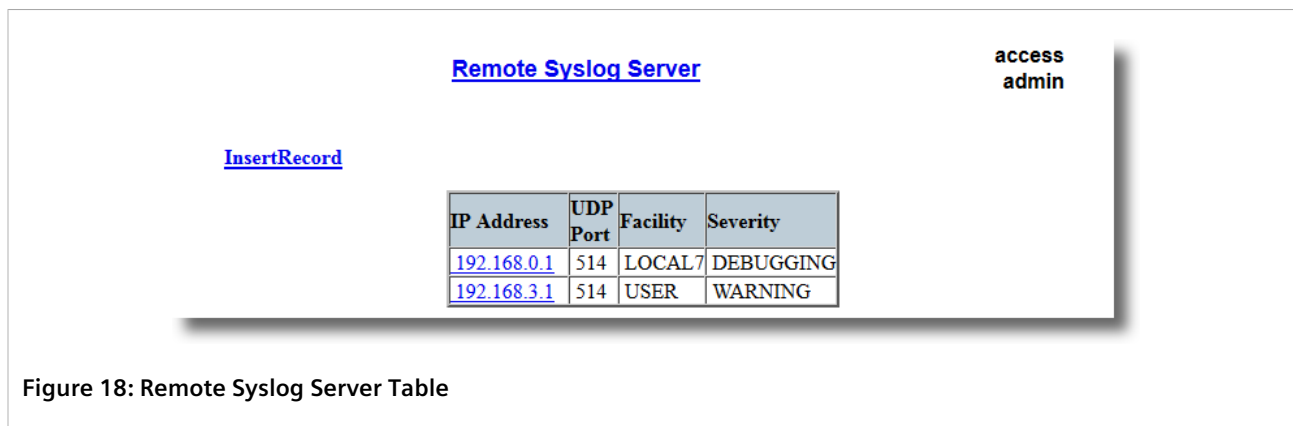 Remote Syslog Server
access
admin
InsertRecord
IP Address UDP Port Facility Severity
192.168.0.1 514 LOCAL7 DEBUGGING
192.168.3.1 514 USER WARNING
Figure 18: Remote Syslog Server Table